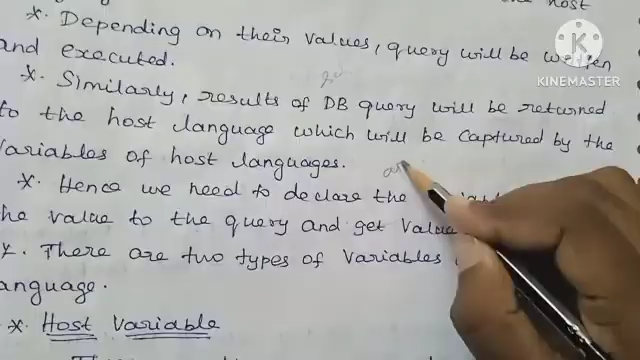 the host
*. Depending on their values, query will be
and executed.
*. Similarly, results of DB query will be returned
to the host language which will be captured by the
variables of host languages.
*. Hence we need to declare the
the value to the query and get
*. There are two types of variables
language.
*. Host Variable
KINEMASTER